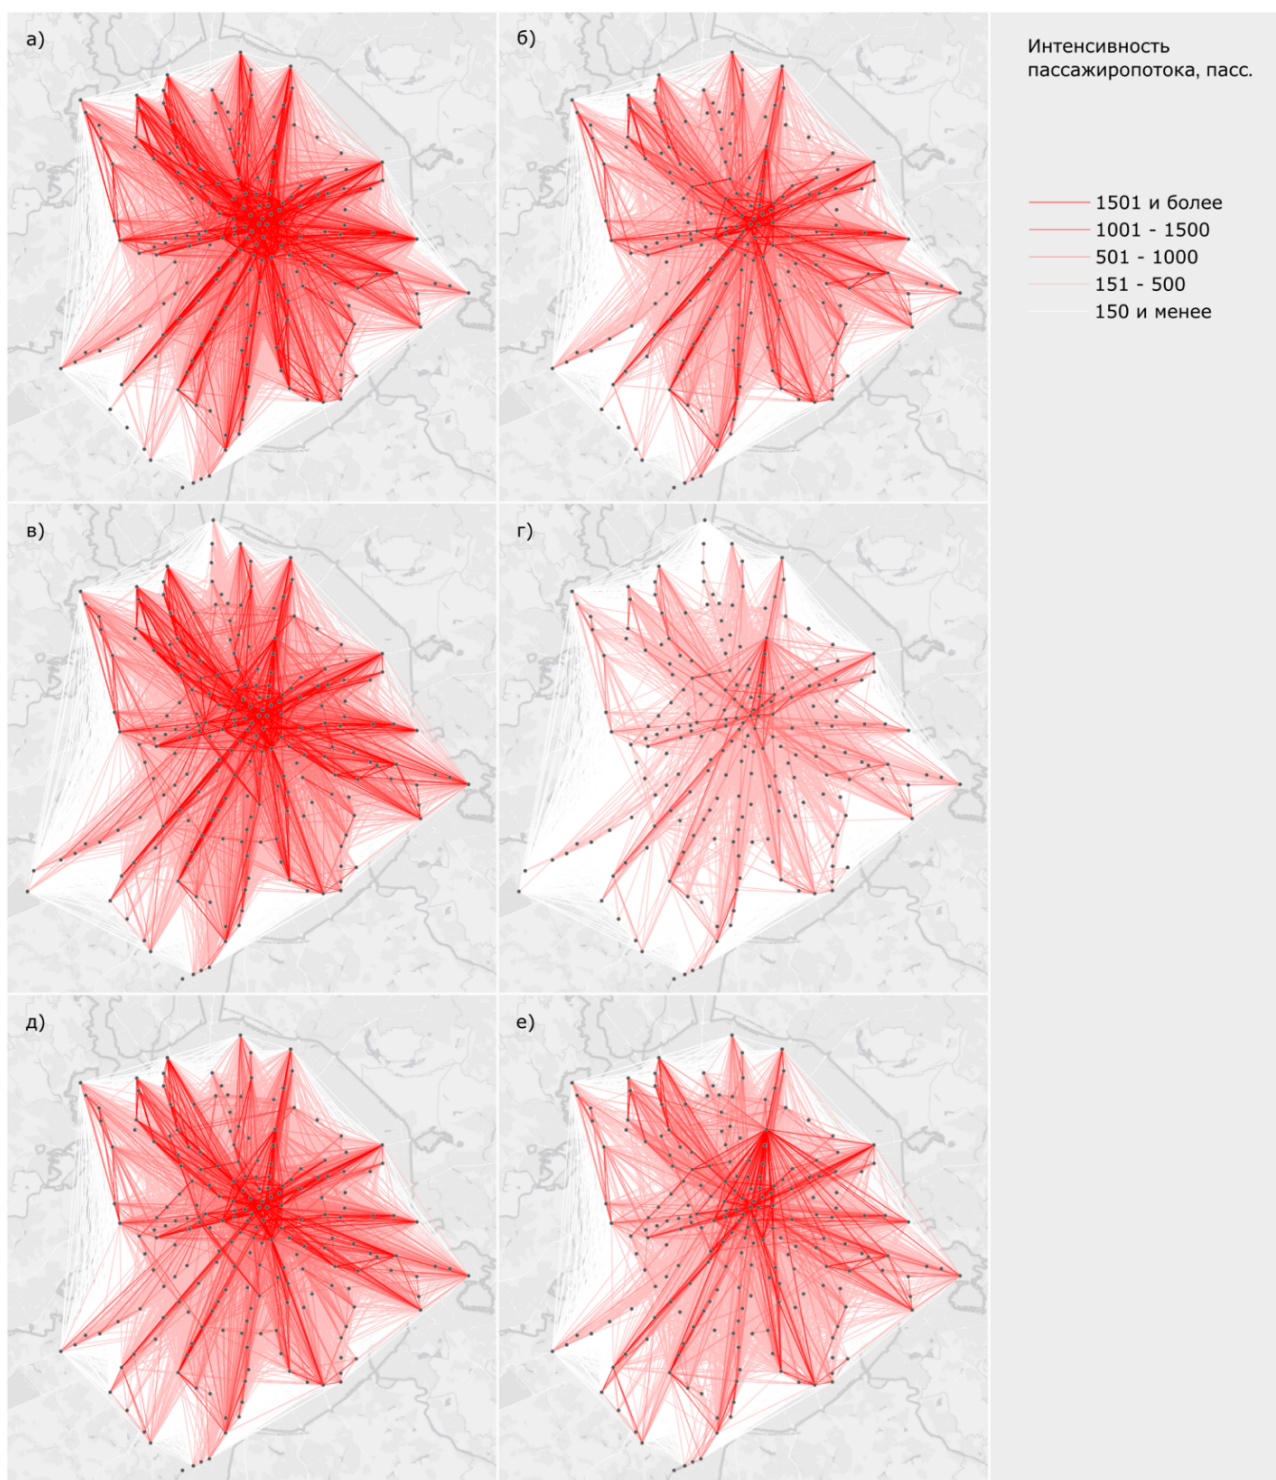 а)
б)
Интенсивность
пассажиропотока, пасс.
1501 и более
1001 - 1500
501 - 1000
151 - 500
150 и менее
в)
г)
д)
е)